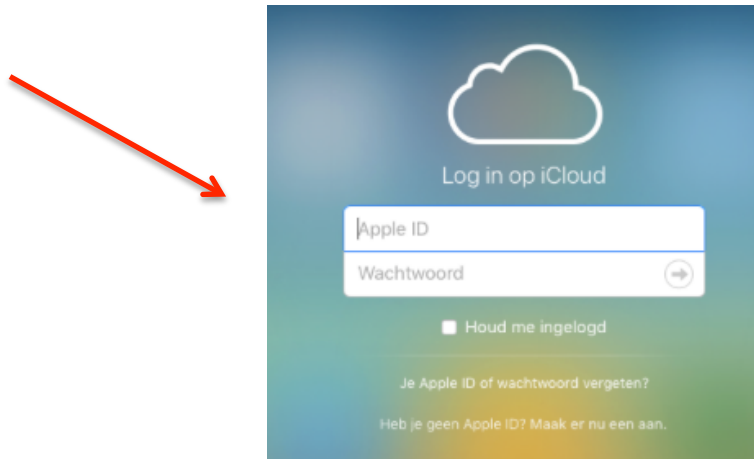 Log in op iCloud
Apple ID
Wachtwoord
Houd me ingelogd
Je Apple ID of wachtwoord vergeten?
Heb je geen Apple ID? Maak er nu een aan.